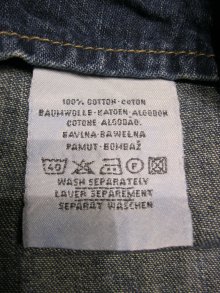 100% COTTON-COTON
BAUMWOLLE-KATOEN-ALGODON
COTONE-ALGODAO.
BAVLNA-BAWEŁNA
PAMUT-BOMBAŻ
40
WASH SEPARATELY
LAVER SEPAREMENT
SEPARAT WASCHEN